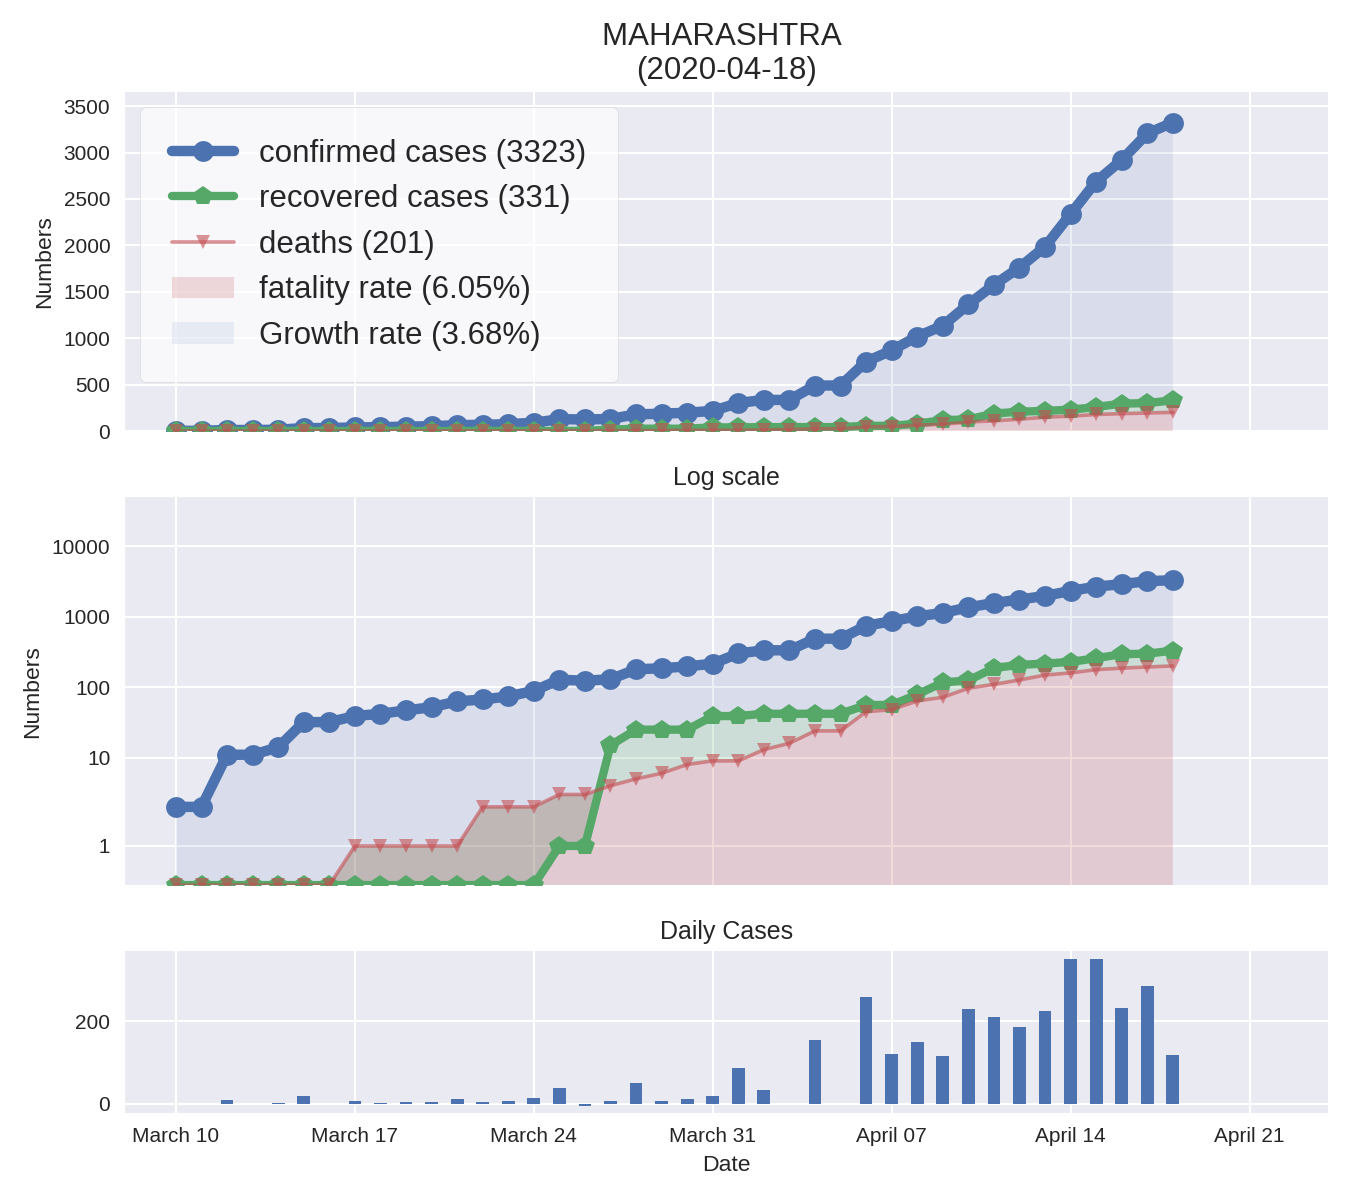 MAHARASHTRA
(2020-04-18)
3500
3000
2500
2000
1500
1000
500
0
Numbers
confirmed cases (3323)
recovered cases (331)
deaths (201)
fatality rate (6.05%)
Growth rate (3.68%)
Log scale
10000
1000
100
10
1
Numbers
Daily Cases
200
0
March 10 March 17 March 24 March 31 April 07 April 14 April 21
Date